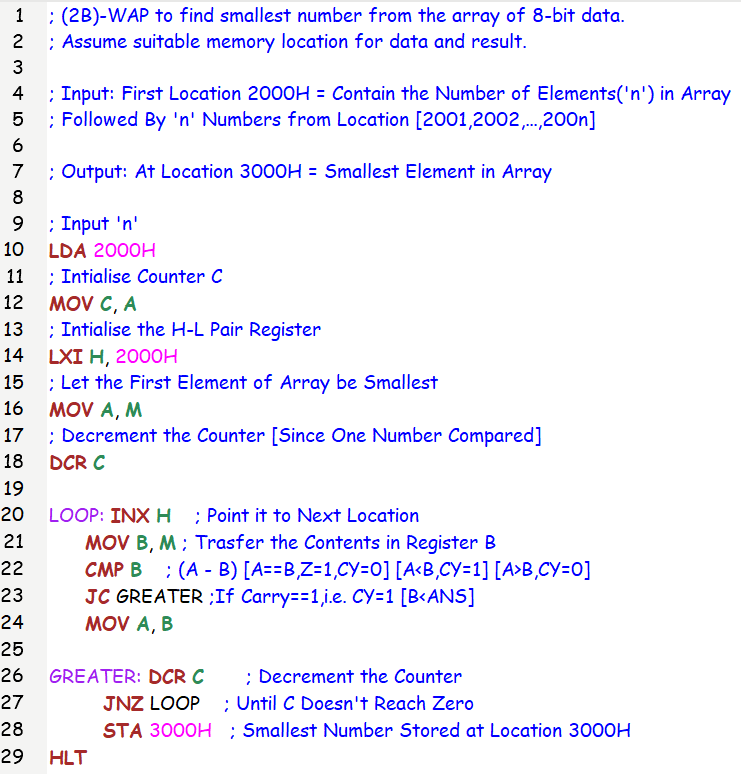 1 ; (2B)-WAP to find smallest number from the array of 8-bit data.
2 ; Assume suitable memory location for data and result.
3
4 ; Input: First Location 2000H = Contain the Number of Elements('n') in Array
5 ; Followed By 'n' Numbers from Location [2001,2002,...,200n]
6
7 ; Output: At Location 3000H = Smallest Element in Array
8
9 ; Input 'n'
10 LDA 2000H
11 ; Intialise Counter C
12 MOV C, A
13 ; Intialise the H-L Pair Register
14 LXI H, 2000H
15 ; Let the First Element of Array be Smallest
16 MOV A, M
17 ; Decrement the Counter [Since One Number Compared]
18 DCR C
19
20 LOOP: INX H ; Point it to Next Location
21 MOV B, M ; Trasfer the Contents in Register B
22 CMP B ; (A - B) [A==B,Z=1,CY=0] [A<B,CY=1] [A>B,CY=0]
23 JC GREATER ;If Carry==1,i.e. CY=1 [B<ANS]
24 MOV A, B
25
26 GREATER: DCR C ; Decrement the Counter
27 JNZ LOOP ; Until C Doesn't Reach Zero
28 STA 3000H ; Smallest Number Stored at Location 3000H
29 HLT